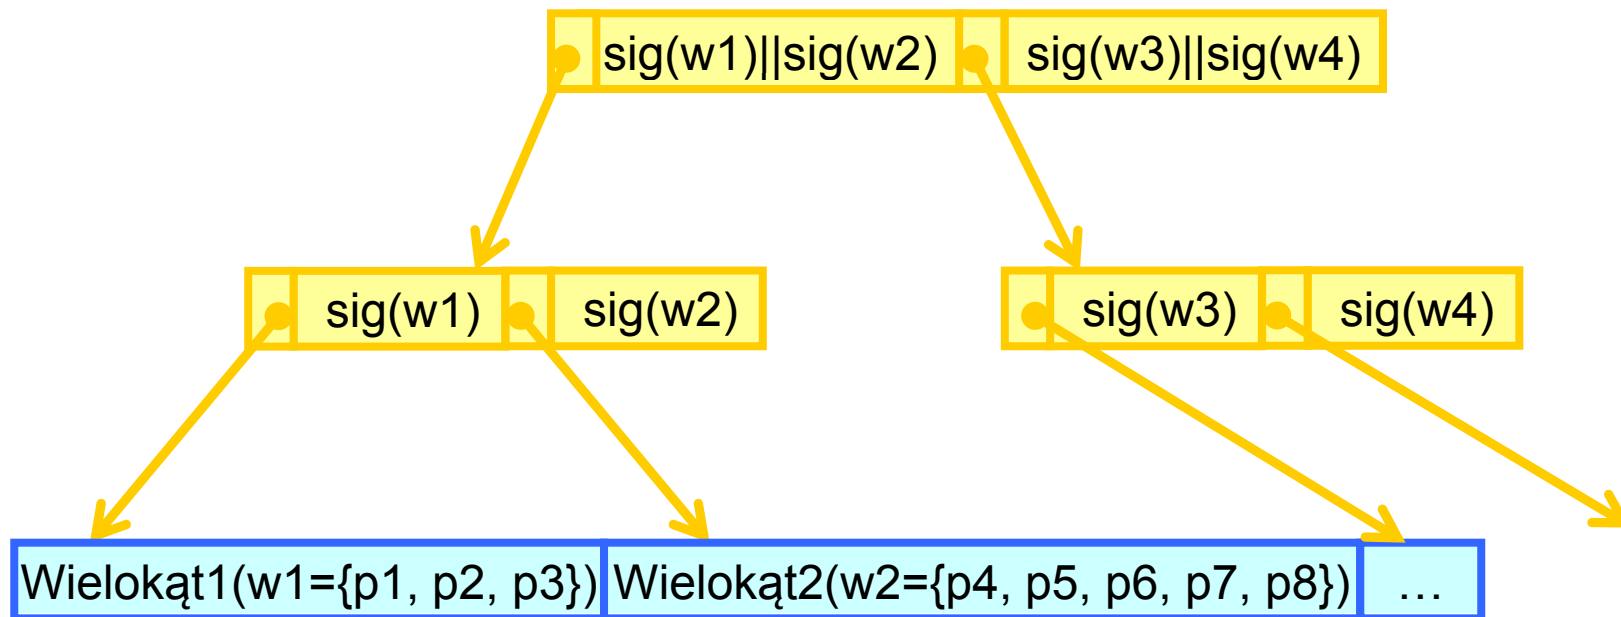 sig(w1)||sig(w2) sig(w3)||sig(w4)
sig(w1) sig(w2) sig(w3) sig(w4)
Wielokąt1(w1={p1, p2, p3}) Wielokąt2(w2={p4, p5, p6, p7, p8}) …